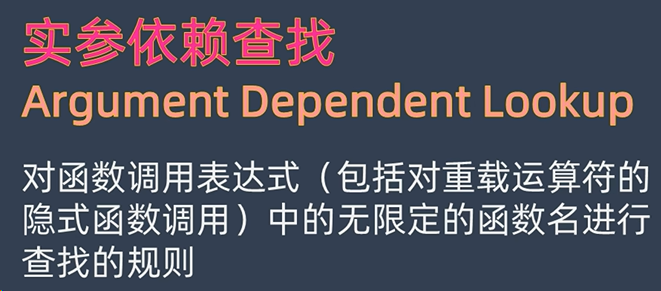 实参依赖查找
Argument Dependent Lookup
对函数调用表达式（包括对重载运算符的
隐式函数调用）中的无限定的函数名进行
查找的规则